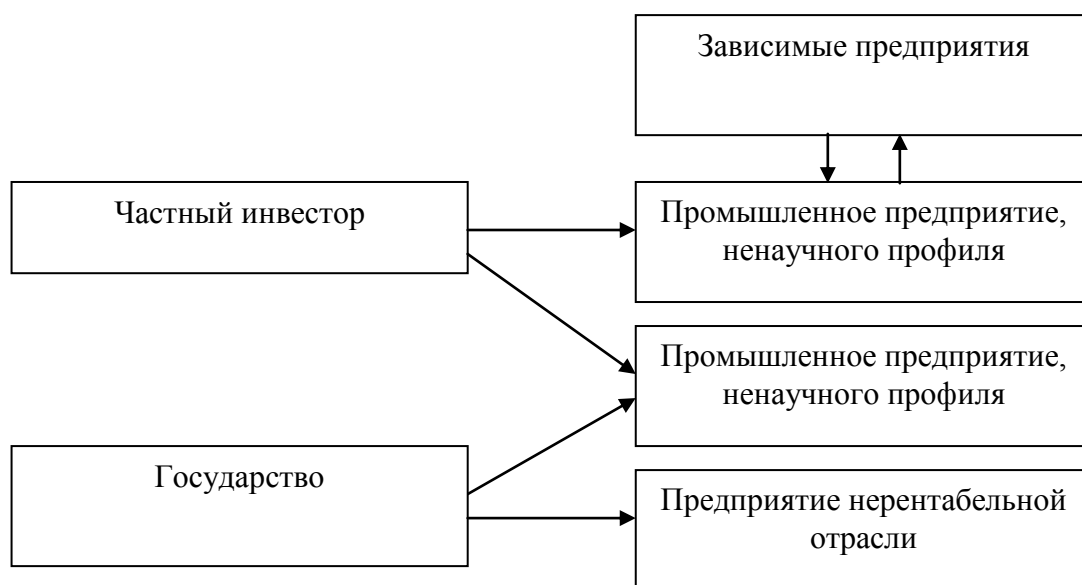 Зависимые предприятия
Частный инвестор
Промышленное предприятие,
ненаучного профиля
Промышленное предприятие,
ненаучного профиля
Государство
Предприятие нерентабельной
отрасли